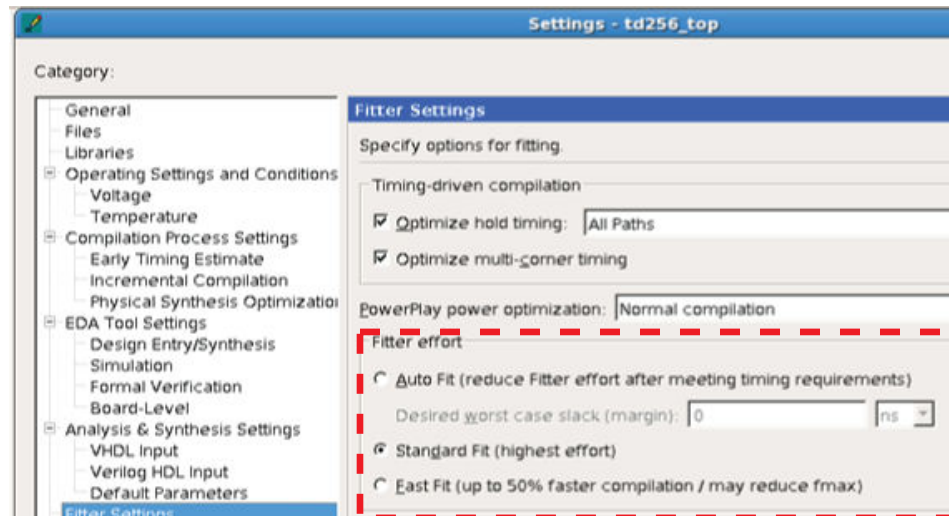 Settings - td256_top
Category:
General
Files
Libraries
Operating Settings and Conditions
Voltage
Temperature
Compilation Process Settings
Early Timing Estimate
Incremental Compilation
Physical Synthesis Optimization
EDA Tool Settings
Design Entry/Synthesis
Simulation
Formal Verification
Board-Level
Analysis & Synthesis Settings
VHDL Input
Verilog HDL Input
Default Parameters
Fitter Settings
Fitter Settings
Specify options for fitting.
Timing-driven compilation
Optimize hold timing: All Paths
Optimize multi-corner timing
PowerPlay power optimization: Normal compilation
Fitter effort
Auto Fit (reduce Fitter effort after meeting timing requirements)
Desired worst case slack (margin): 0 ns
Standard Fit (highest effort)
Fast Fit (up to 50% faster compilation / may reduce fmax)